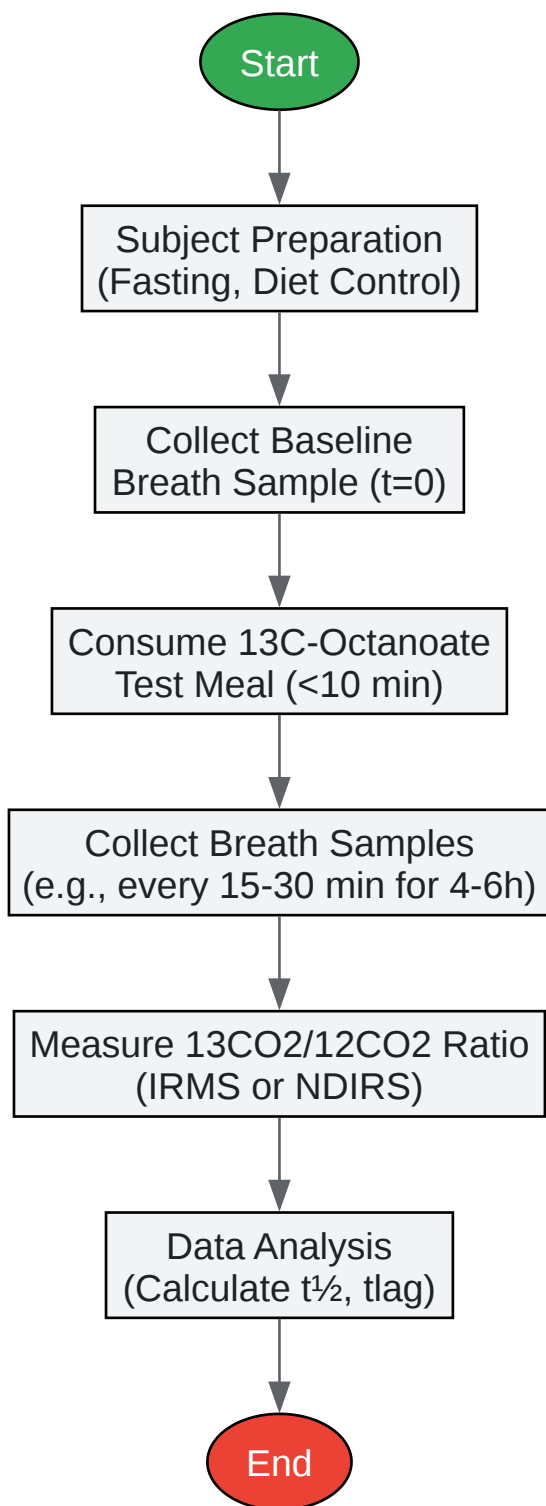 Start
Subject Preparation
(Fasting, Diet Control)
Collect Baseline
Breath Sample (t=0)
Consume 13C-Octanoate
Test Meal (<10 min)
Collect Breath Samples
(e.g., every 15-30 min for 4-6h)
Measure 13CO2/12CO2 Ratio
(IRMS or NDIRS)
Data Analysis
(Calculate t½, tlag)
End